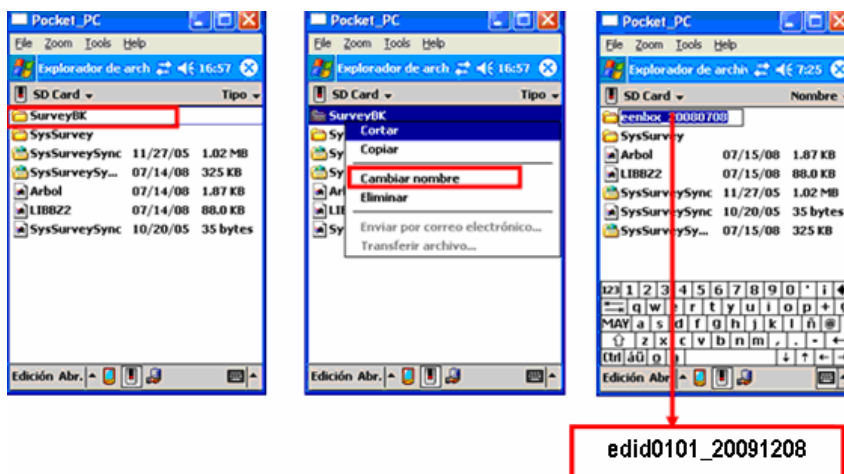 Pocket_PC
File Zoom Tools Help
Explorador de arch 16:57
SD Card Tipo
SurveyBK
SysSurvey
SysSurveySync 11/27/05 1.02 MB
SysSurveySy... 07/14/08 325 KB
Arbol 07/14/08 1.87 KB
LIBBZ2 07/14/08 88.0 KB
SysSurveySync 10/20/05 35 bytes
Edición Abr.
Pocket_PC
File Zoom Tools Help
Explorador de arch 16:57
SD Card Tipo
SurveyBK
Cortar
Copiar
Cambiar nombre
Eliminar
Enviar por correo electrónico...
Transferir archivo...
Edición Abr.
Pocket_PC
File Zoom Tools Help
Explorador de archiv 7:25
SD Card Nombre
SysSurvey
Arbol 07/15/08 1.87 KB
LIBBZ2 07/15/08 88.0 KB
SysSurveySync 11/27/05 1.02 MB
SysSurveySync 10/20/05 35 bytes
SysSurveySy... 07/15/08 325 KB
123 1 2 3 4 5 6 7 8 9 0 ' ¡
q w e r t y u i o p +
MAY a s d f g h j k l ñ @
z x c v b n m , . -
Ctrl áü º
Edición Abr
edid0101_20091208